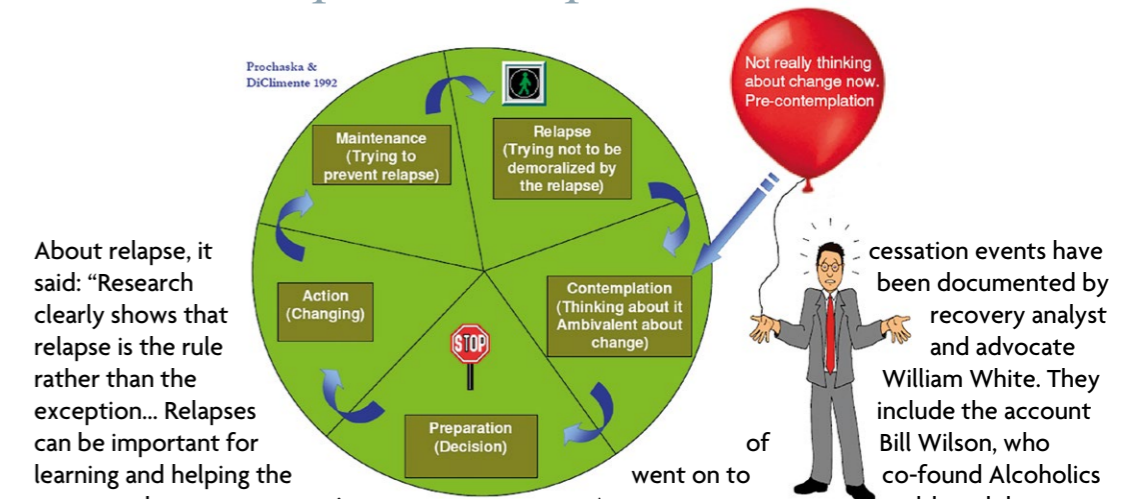 Prochaska &
DiClimente 1992
Not really thinking
about change now.
Pre-contemplation
Maintenance
(Trying to
prevent relapse)
Relapse
(Trying not to be
demoralized by
the relapse)
Action
(Changing)
Contemplation
(Thinking about it
Ambivalent about
change)
STOP
Preparation
(Decision)
About relapse, it
said: “Research
clearly shows that
relapse is the rule
rather than the
exception... Relapses
can be important for
learning and helping the
cessation events have
been documented by
recovery analyst
and advocate
William White. They
include the account
of Bill Wilson, who
went on to co-found Alcoholics